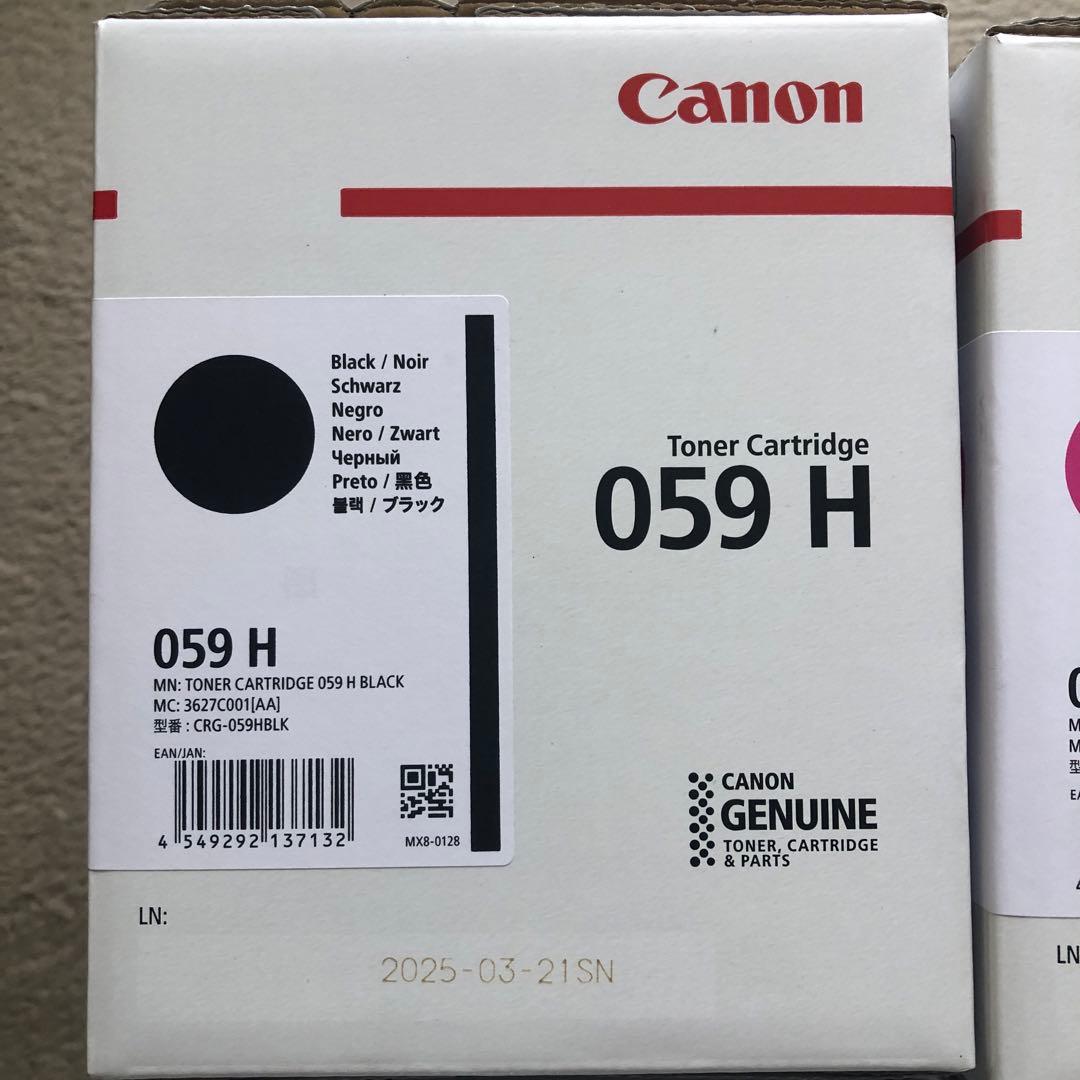 Canon
Black / Noir
Schwarz
Negro
Nero / Zwart
Черный
Preto / 黑色
블랙 / ブラック
Toner Cartridge
059 H
059 H
MN: TONER CARTRIDGE 059 H BLACK
MC: 3627C001[AA]
型番 : CRG-059HBLK
EAN/JAN:
4 549292 137132
MX8-0128
CANON
GENUINE
TONER, CARTRIDGE
& PARTS
LN:
2025-03-21SN
LN